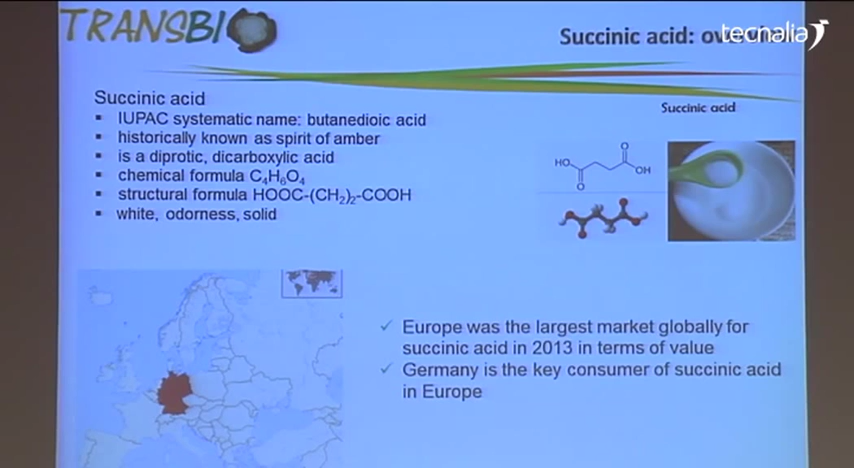 TRANSBIO
Succinic acid:
tecnalia
Succinic acid
▪ IUPAC systematic name: butanedioic acid
▪ historically known as spirit of amber
▪ is a diprotic, dicarboxylic acid
▪ chemical formula C₄H₆O₄
▪ structural formula HOOC-(CH₂)₂-COOH
▪ white, odorness, solid
Succinic acid
O
HO
OH
O
✓ Europe was the largest market globally for
succinic acid in 2013 in terms of value
✓ Germany is the key consumer of succinic acid
in Europe